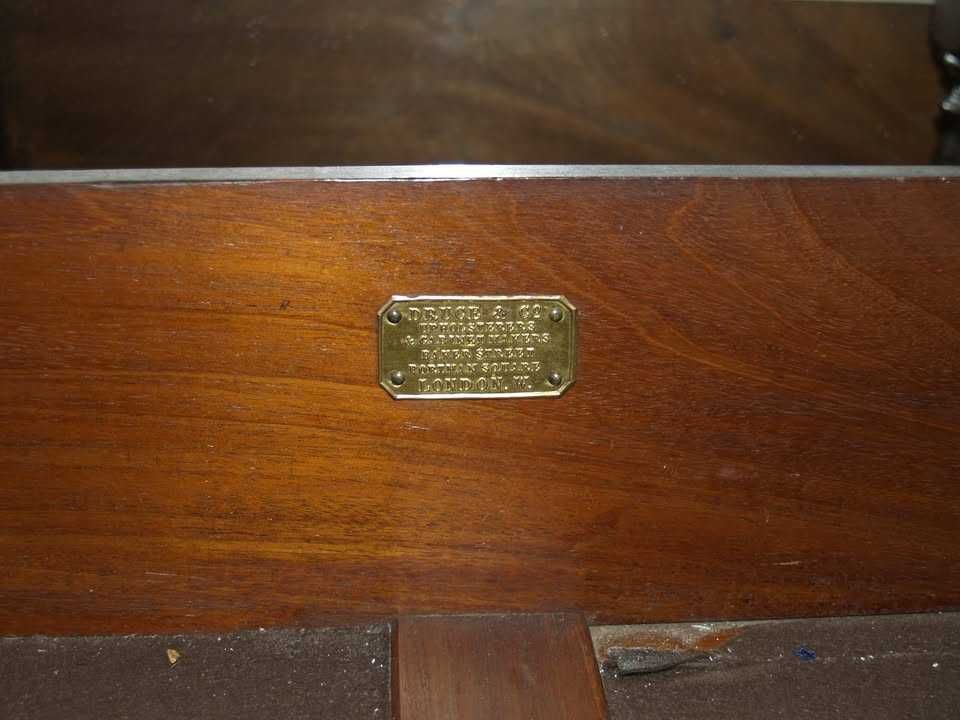 DRUCE & CO
UPHOLSTERERS
& CABINET MAKERS
BAKER STREET
PORTMAN SQUARE
LONDON. W.